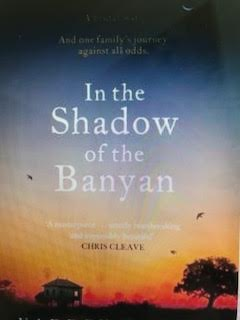 And one family's journey
against all odds.
In the
Shadow
of the
Banyan
'A masterpiece . . . utterly heartbreaking
and impossibly beautiful'
CHRIS CLEAVE